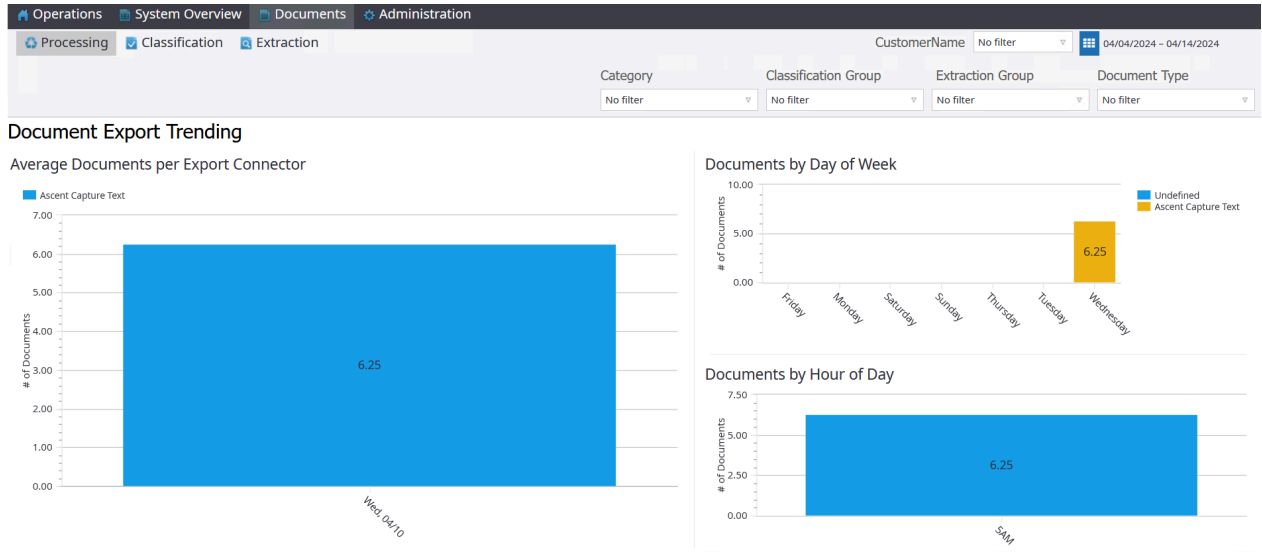 Operations System Overview Documents Administration
Processing Classification Extraction CustomerName No filter 04/04/2024 – 04/14/2024
Category Classification Group Extraction Group Document Type
No filter No filter No filter No filter
Document Export Trending
Average Documents per Export Connector
Ascent Capture Text
7.00
6.00
5.00
4.00
3.00
2.00
1.00
0.00
# of Documents
6.25
Wed, 04/10
Documents by Day of Week
10.00
5.00
0.00
# of Documents
6.25
Friday Monday Saturday Sunday Thursday Tuesday Wednesday
Undefined
Ascent Capture Text
Documents by Hour of Day
7.50
5.00
2.50
0.00
# of Documents
6.25
5AM